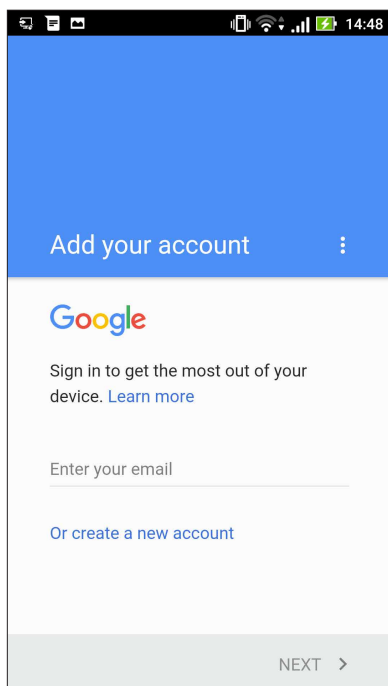 14:48
Add your account
Google
Sign in to get the most out of your
device. Learn more
Enter your email
Or create a new account
NEXT